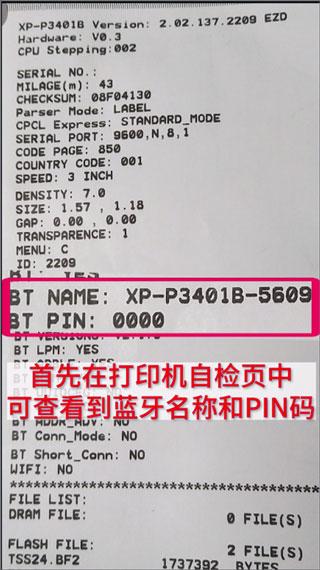 XP-P3401B Version: 2.02.137.2209 EZD
Hardware: V0.3
CPU Stepping:002
SERIAL NO.:
MILAGE(m): 43
CHECKSUM: 08F04130
Parser Mode: LABEL
CPCL Express: STANDARD_MODE
SERIAL PORT: 9600,N,8,1
CODE PAGE: 850
COUNTRY CODE: 001
SPEED: 3 INCH
DENSITY: 7.0
SIZE: 1.57 , 1.18
GAP: 0.00 , 0.00
TRANSPARENCE: 1
MENU: C
ID: 2209
BT NAME: XP-P3401B-5609
BT PIN: 0000
BT LPM: YES
首先在打印机自检页中
可查看到蓝牙名称和PIN码
BT ADDR_ADV: NO
BT Conn_Mode: NO
BT Short_Conn: NO
WIFI: NO
FILE LIST:
DRAM FILE:
0 FILE(S)
FLASH FILE:
2 FILE(S)
TSS24.BF2 1737392 BYTES